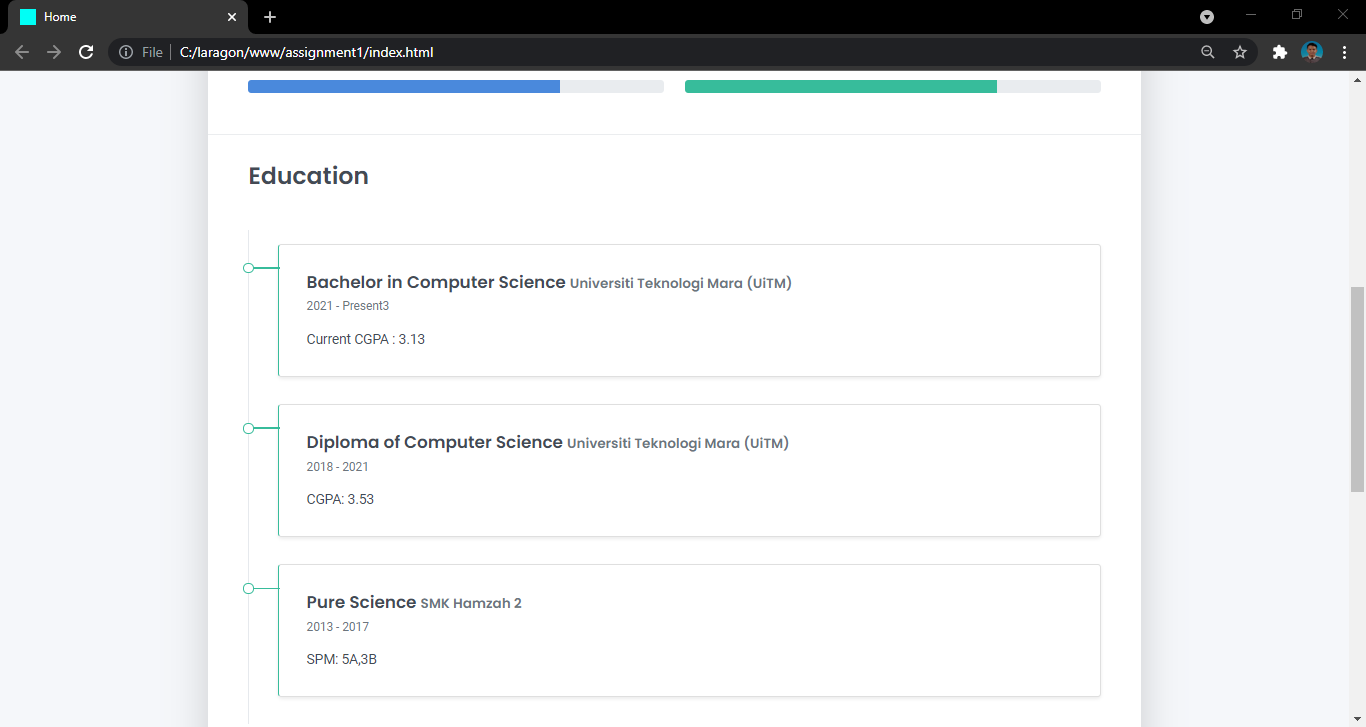 Home
File
C:/laragon/www/assignment1/index.html
Education
Bachelor in Computer Science Universiti Teknologi Mara (UiTM)
2021 - Present3
Current CGPA : 3.13
Diploma of Computer Science Universiti Teknologi Mara (UiTM)
2018 - 2021
CGPA: 3.53
Pure Science SMK Hamzah 2
2013 - 2017
SPM: 5A,3B